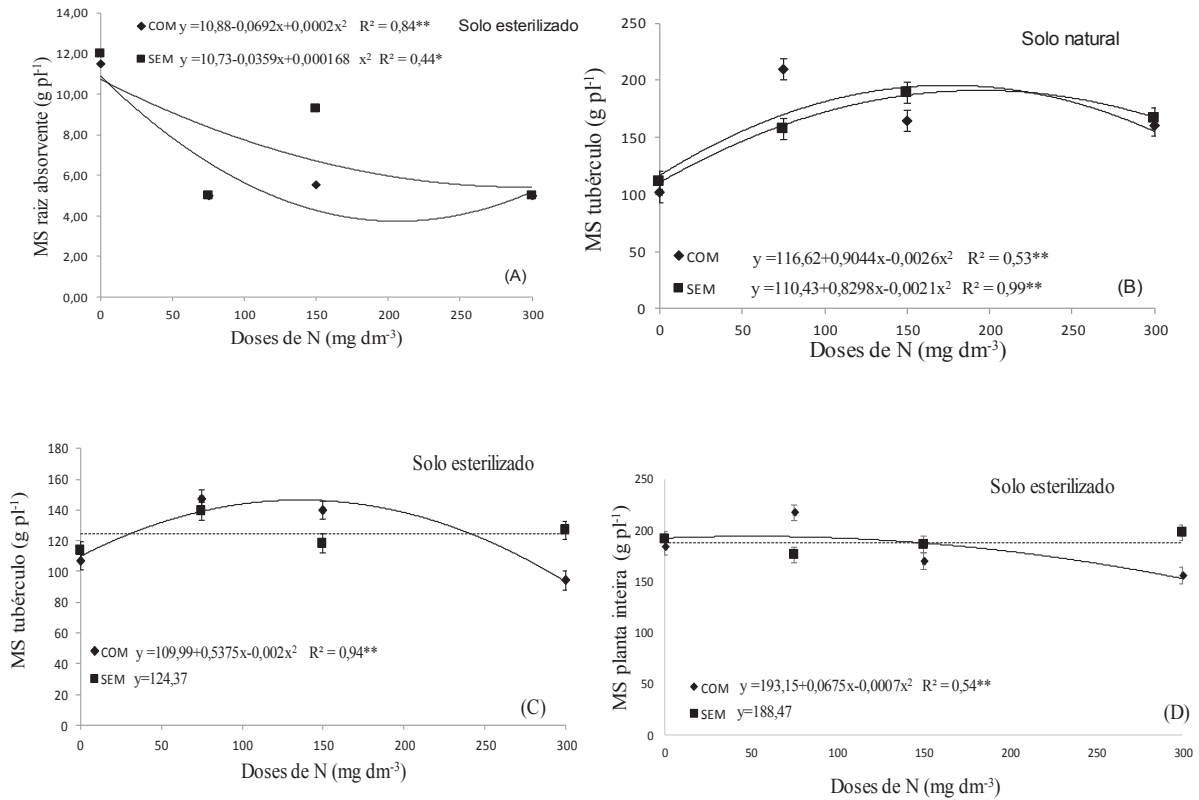 14,00
12,00
10,00
8,00
6,00
4,00
2,00
0,00
MS raiz absorvente (g pl⁻¹)
COM y =10,88-0,0692x+0,0002x² R² = 0,84**
SEM y =10,73-0,0359x+0,000168 x² R² = 0,44*
Solo esterilizado
(A)
0 50 100 150 200 250 300
Doses de N (mg dm⁻³)
250
200
150
100
50
0
MS tubérculo (g pl⁻¹)
Solo natural
COM y =116,62+0,9044x-0,0026x² R² = 0,53**
SEM y =110,43+0,8298x-0,0021x² R² = 0,99**
(B)
0 50 100 150 200 250 300
Doses de N (mg dm⁻³)
180
160
140
120
100
80
60
40
20
0
MS tubérculo (g pl⁻¹)
Solo esterilizado
COM y =109,99+0,5375x-0,002x² R² = 0,94**
SEM y=124,37
(C)
0 50 100 150 200 250 300
Doses de N (mg dm⁻³)
250
200
150
100
50
0
MS planta inteira (g pl⁻¹)
Solo esterilizado
COM y =193,15+0,0675x-0,0007x² R² = 0,54**
SEM y=188,47
(D)
0 50 100 150 200 250 300
Doses de N (mg dm⁻³)